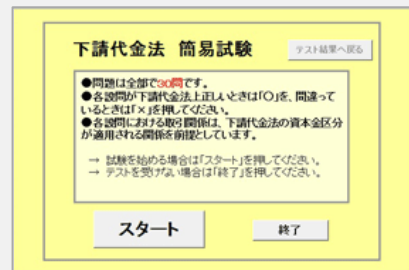 下請代金法 簡易試験
テスト結果へ戻る
●問題は全部で30問です。
●各設問が下請代金法上正しいときは「○」を、間違って
いるときは「×」を押してください。
●各設問における取引関係は、下請代金法の資本金区分
が適用される関係を前提としています。
→ 試験を始める場合は「スタート」を押してください。
→ テストを受けない場合は「終了」を押してください。
スタート
終了